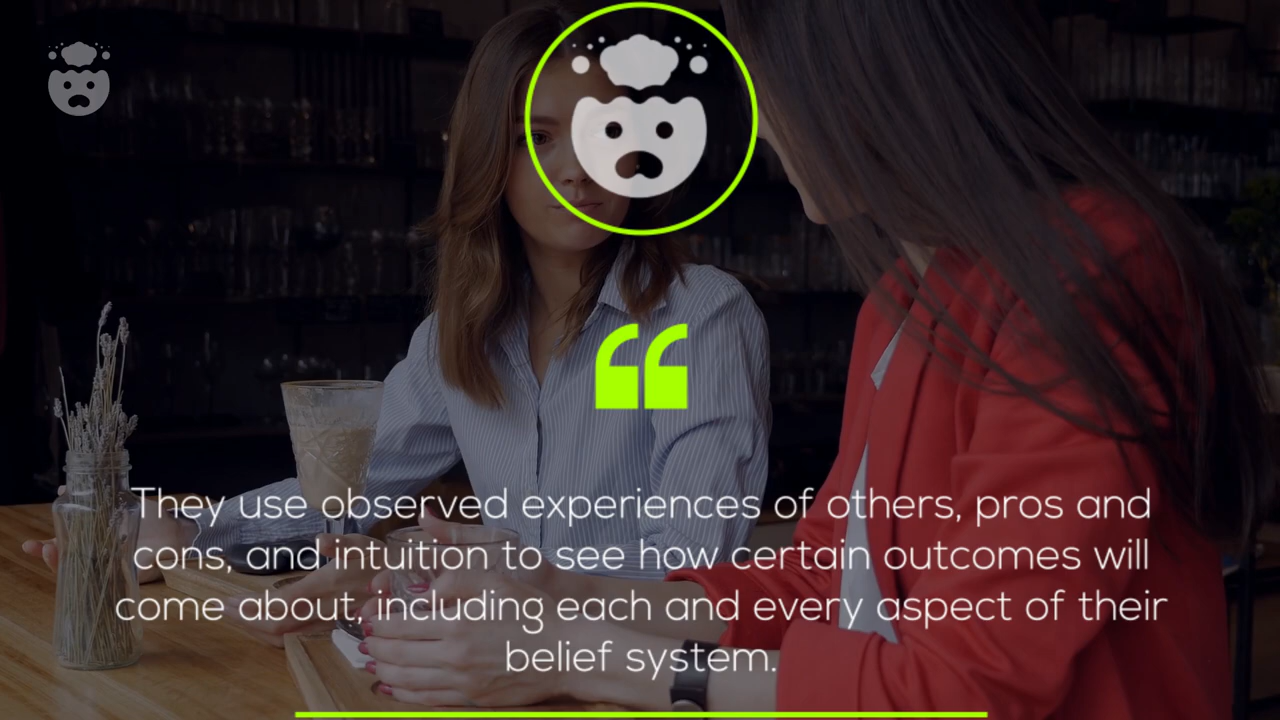 They use observed experiences of others, pros and
cons, and intuition to see how certain outcomes will
come about, including each and every aspect of their
belief system.